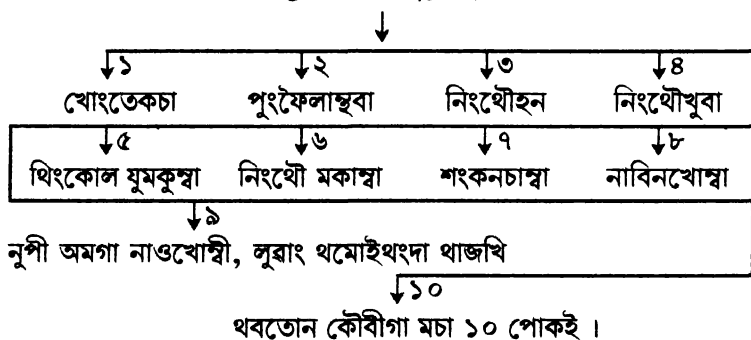 ১ ২ ৩ ৪
খোংতেকচা পুংফৈলান্থবা নিংথৌহন নিংথৌখুবা
৫ ৬ ৭ ৮
থিংকোল যুমকুম্বা নিংথৌ মকাম্বা শংকনচাম্বা নাবিনখোম্বা
৯
নুপী অমগা নাওখোম্বী, লুৱাং থমোইথংদা থাজখি
১০
থবতোন কৌবীগা মচা ১০ পোকই ।